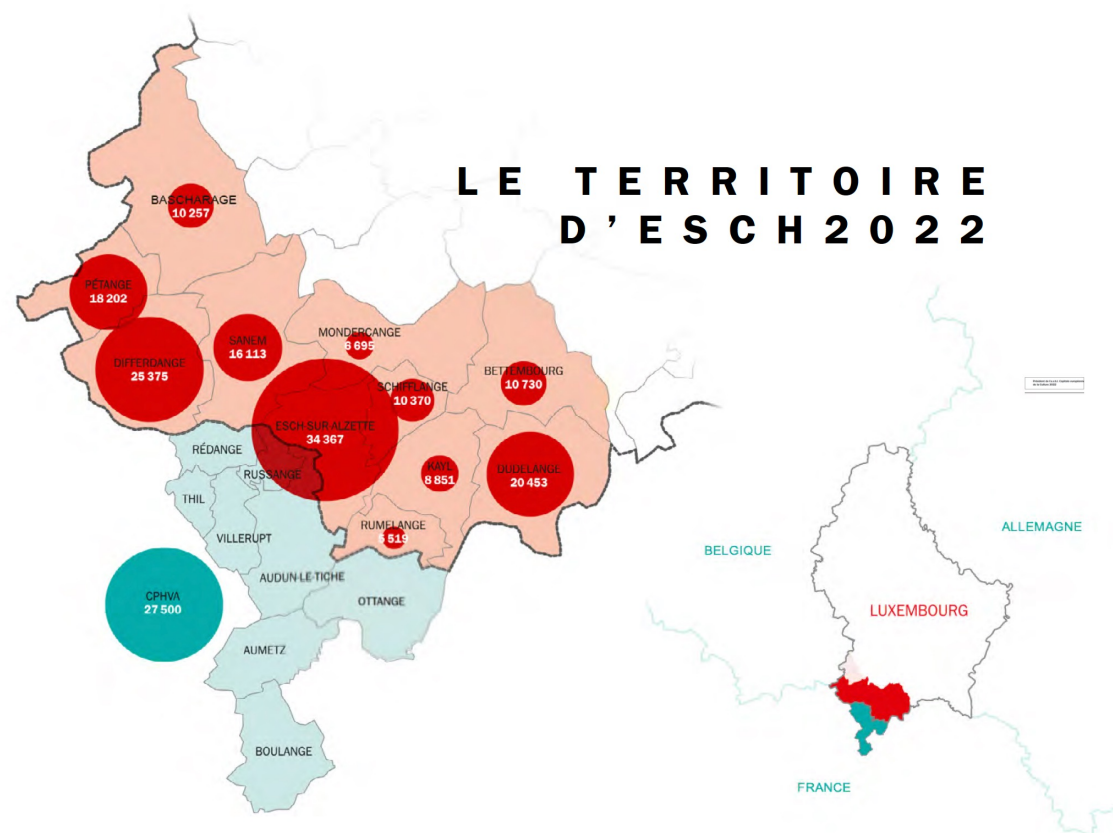 LE TERRITOIRE
D'ESCH2022
BASCHARAGE
10 257
PÉTANGE
18 202
DIFFERDANGE
25 375
SANEM
16 113
MONDERCANGE
6 695
SCHIFFLANGE
10 370
BETTEMBOURG
10 730
ESCH-SUR-ALZETTE
34 367
KAYL
8 851
DUDELANGE
20 453
RUMELANGE
5 519
RÉDANGE
RUSSANGE
THIL
VILLERUPT
AUDUN-LE-TICHE
OTTANGE
CPHVA
27 500
AUMETZ
BOULANGE
BELGIQUE
ALLEMAGNE
LUXEMBOURG
FRANCE